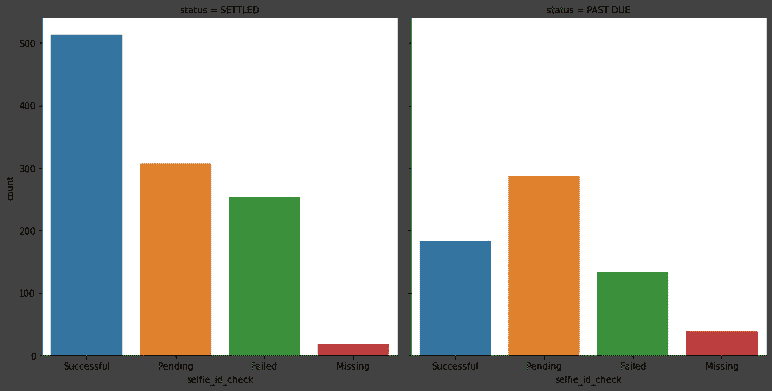 status = SETTLED
status = PAST DUE
500
400
300
200
100
0
count
Successful Pending Failed Missing
selfie_id_check
Successful Pending Failed Missing
selfie_id_check